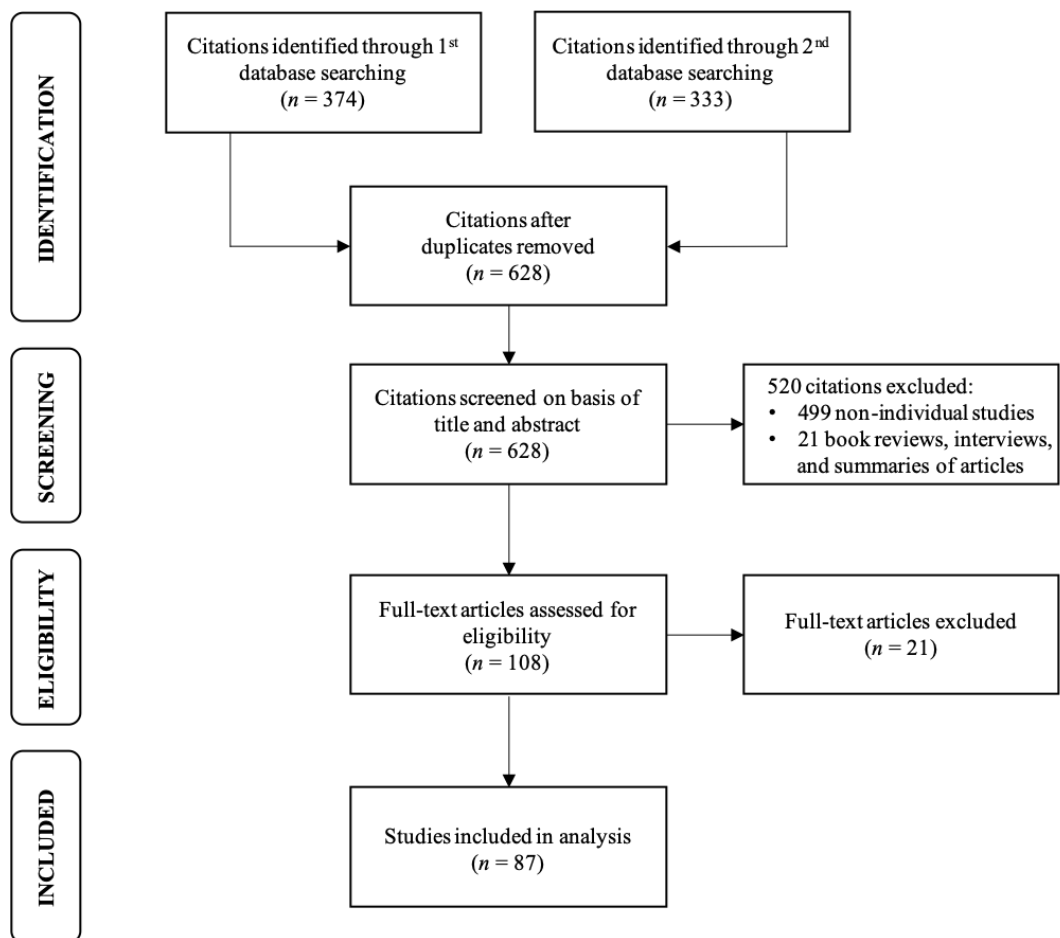 IDENTIFICATION
Citations identified through 1st
database searching
(n = 374)
Citations identified through 2nd
database searching
(n = 333)
Citations after
duplicates removed
(n = 628)
SCREENING
Citations screened on basis of
title and abstract
(n = 628)
520 citations excluded:
• 499 non-individual studies
• 21 book reviews, interviews,
and summaries of articles
ELIGIBILITY
Full-text articles assessed for
eligibility
(n = 108)
Full-text articles excluded
(n = 21)
INCLUDED
Studies included in analysis
(n = 87)